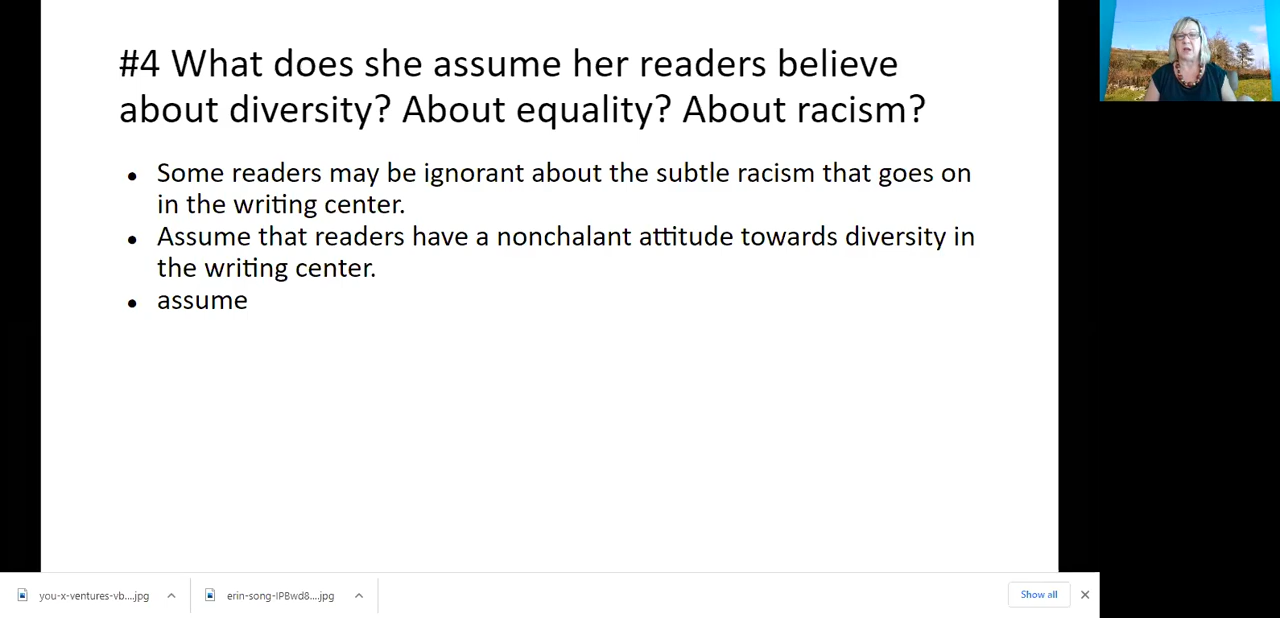 #4 What does she assume her readers believe
about diversity? About equality? About racism?
• Some readers may be ignorant about the subtle racism that goes on
in the writing center.
• Assume that readers have a nonchalant attitude towards diversity in
the writing center.
• assume
you-x-ventures-vb....jpg
erin-song-IPBwd8....jpg
Show all